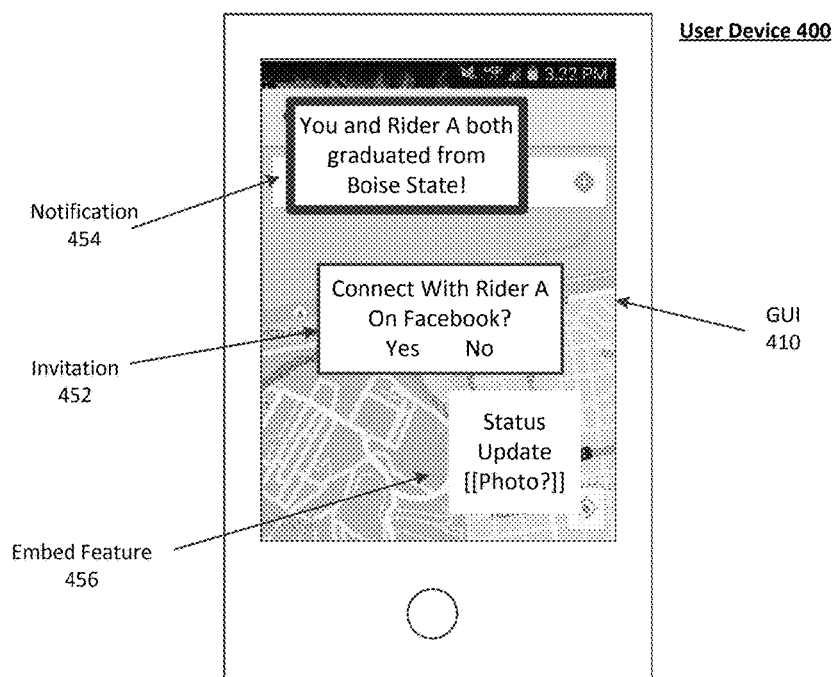 User Device 400
3:27 PM
You and Rider A both
graduated from
Boise State!
Notification
454
Connect With Rider A
On Facebook?
Yes No
GUI
410
Invitation
452
Status
Update
[[Photo?]]
Embed Feature
456